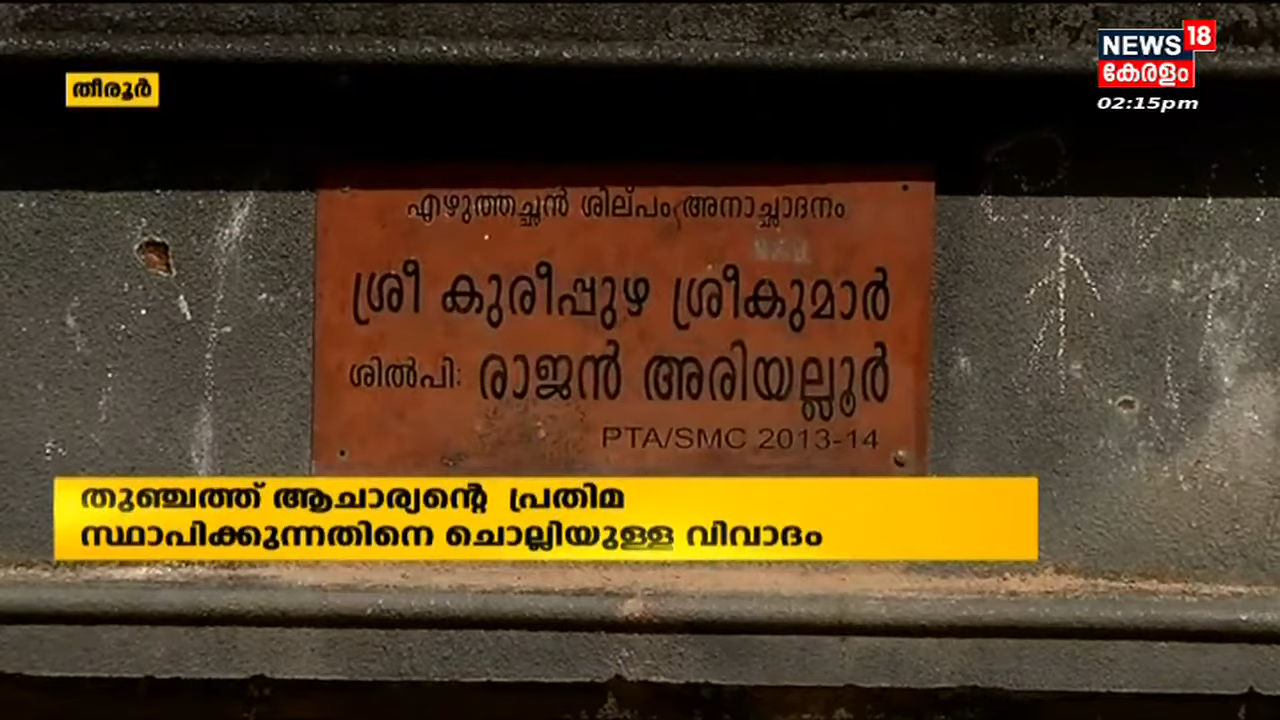 തീരൂർ
NEWS 18
കേരളം
02:15pm
എഴുത്തച്ഛൻ ശില്പം അനാച്ഛാദനം
ശ്രീ കുരീപ്പുഴ ശ്രീകുമാർ
ശിൽപി: രാജൻ അരിയല്ലൂർ
PTA/SMC 2013-14
തുഞ്ചത്ത് ആചാര്യന്റെ പ്രതിമ
സ്ഥാപിക്കുന്നതിനെ ചൊല്ലിയുള്ള വിവാദം